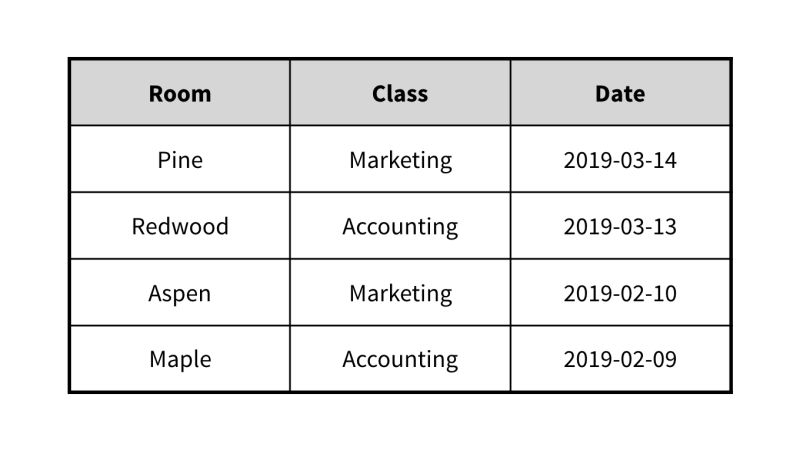 Room Class Date
Pine Marketing 2019-03-14
Redwood Accounting 2019-03-13
Aspen Marketing 2019-02-10
Maple Accounting 2019-02-09